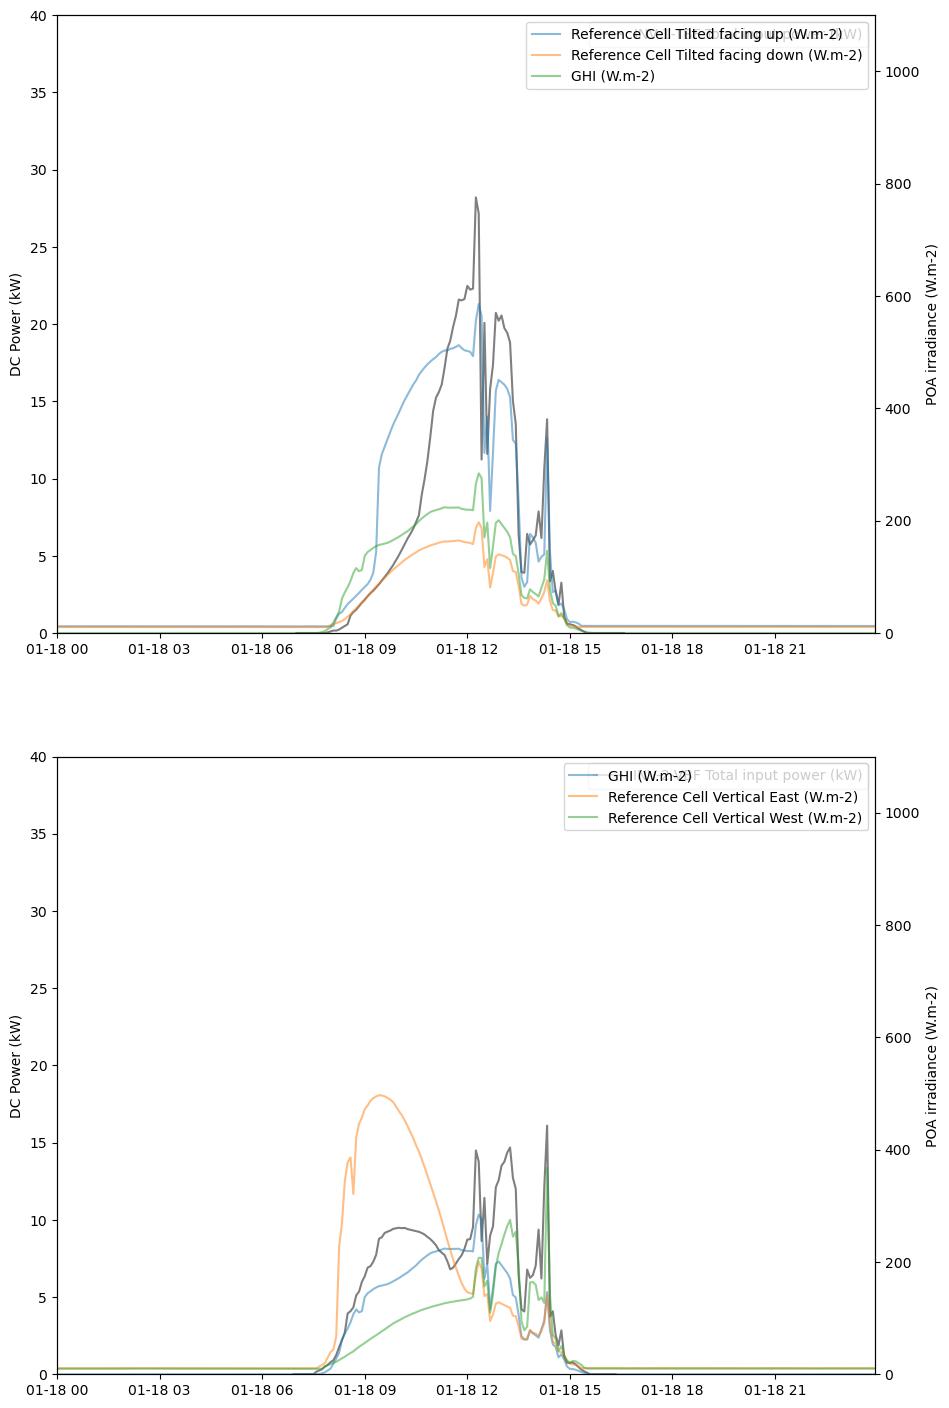 40
35
30
25
20
15
10
5
0
DC Power (kW)
Reference Cell Tilted facing up (W.m-2)
Reference Cell Tilted facing down (W.m-2)
GHI (W.m-2)
1000
800
600
400
200
0
POA irradiance (W.m-2)
01-18 00 01-18 03 01-18 06 01-18 09 01-18 12 01-18 15 01-18 18 01-18 21
40
35
30
25
20
15
10
5
0
DC Power (kW)
GHI (W.m-2) Total input power (kW)
Reference Cell Vertical East (W.m-2)
Reference Cell Vertical West (W.m-2)
1000
800
600
400
200
0
POA irradiance (W.m-2)
01-18 00 01-18 03 01-18 06 01-18 09 01-18 12 01-18 15 01-18 18 01-18 21